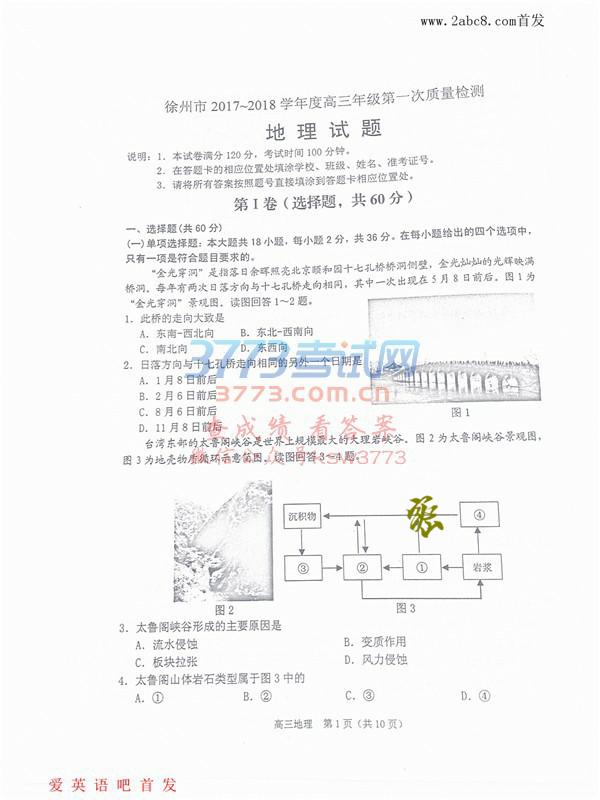 www.2abc8.com首发
徐州市 2017~2018 学年度高三年级第一次质量检测
地 理 试 题
说明：1. 本试卷满分120分，考试时间100分钟。
2. 在答题卡的相应位置处填涂学校、班级、姓名、准考证号。
3. 请将所有答案按照题号直接填涂到答题卡相应位置处。
第Ⅰ卷（选择题，共60分）
一、选择题(共60分)
(一)单项选择题：本大题共18小题，每小题2分，共36分。在每小题给出的四个选项中，
只有一项是符合题目要求的。
“金光穿洞”是指落日余晖照亮北京颐和园十七孔桥桥洞侧壁，金光灿灿的光辉映满
桥洞。每年有两次日落方向与十七孔桥走向相同，其中一次出现在5月8日前后。图1为
“金光穿洞”景观图。读图回答1~2题。
1. 此桥的走向大致是
A. 东南-西北向 B. 东北-西南向
C. 南北向 D. 东西向
2. 日落方向与十七孔桥走向相同的另外一个日期是
A. 1月8日前后
B. 2月6日前后
C. 8月6日前后
D. 11月8日前后
图1
3773考试网
3773.com.cn
查成绩 看答案
微信公众号KSW3773
台湾东部的太鲁阁峡谷是世界上规模最大的大理岩峡谷。图2为太鲁阁峡谷景观图，
图3为地壳物质循环示意简图。读图回答3~4题。
沉积物
④
③
②
①
岩浆
图2
图3
3. 太鲁阁峡谷形成的主要原因是
A. 流水侵蚀 B. 变质作用
C. 板块拉张 D. 风力侵蚀
4. 太鲁阁山体岩石类型属于图3中的
A. ① B. ② C. ③ D. ④
高三地理 第1页（共10页）
爱英语吧首发